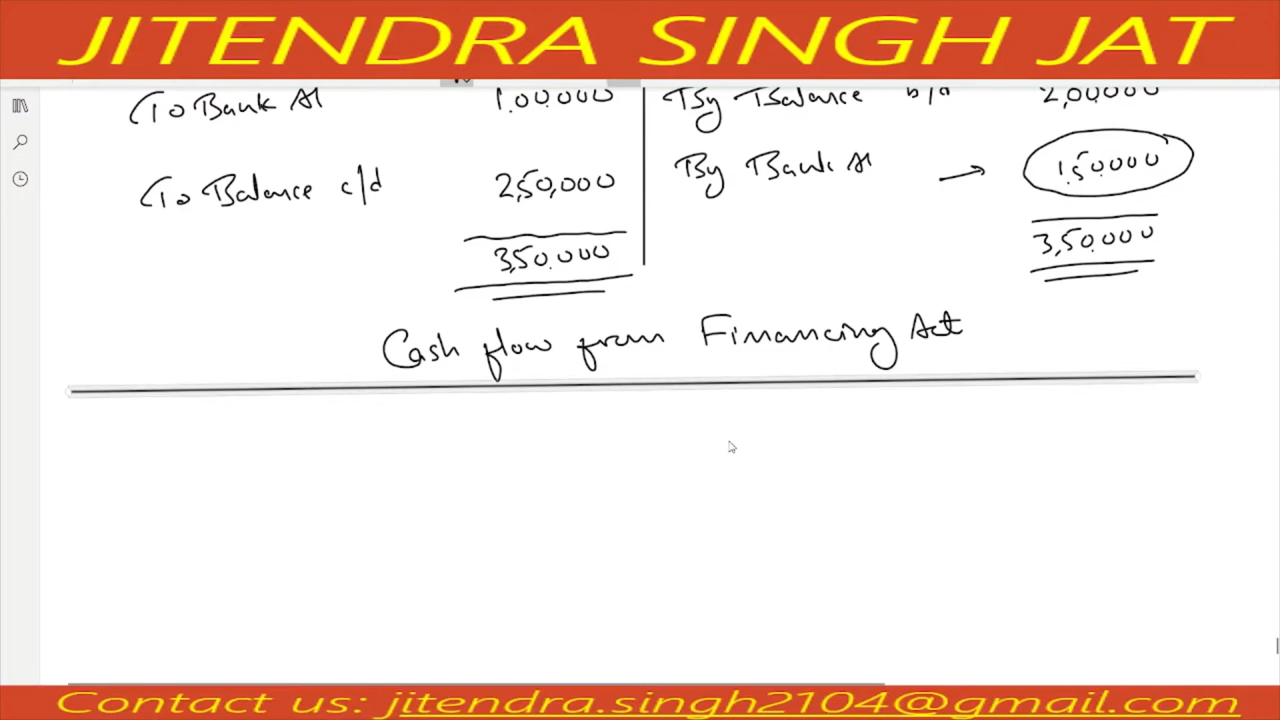 JITENDRA SINGH JAT
To Bank A/ 1,00,000 By Balance b/d 2,00,000
By Bank A/ → 1,50,000
To Balance c/d 2,50,000
3,50,000 3,50,000
Cash flow from Financing Act
Contact us: jitendra.singh2104@gmail.com